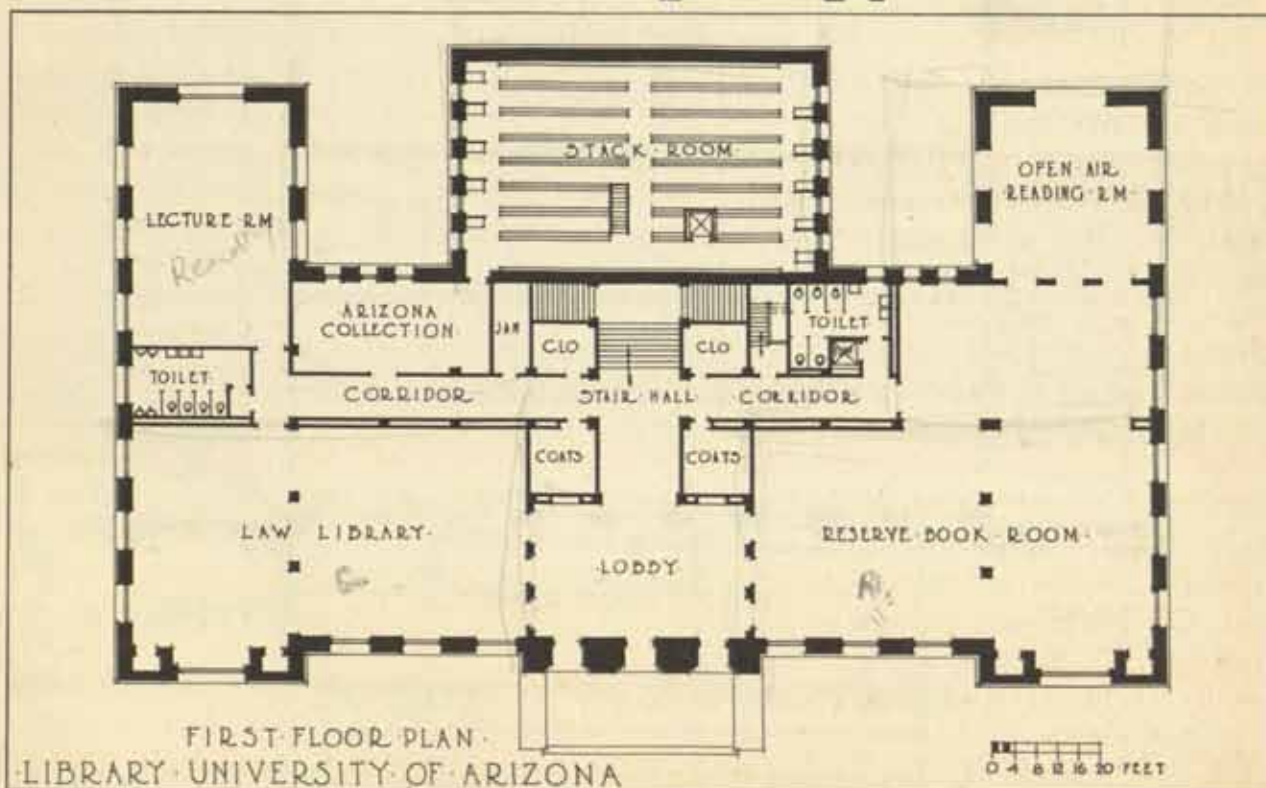 STACK · ROOM
OPEN · AIR
READING · RM ·
LECTURE · RM
ARIZONA
COLLECTION ·
JAN
CLO
CLO
TOILET
TOILET ·
CORRIDOR
STAIR · HALL
CORRIDOR
COATS
COATS
LAW LIBRARY ·
LOBBY
RESERVE · BOOK · ROOM ·
FIRST · FLOOR PLAN ·
· LIBRARY · UNIVERSITY · OF · ARIZONA
0 4 8 12 16 20 FEET